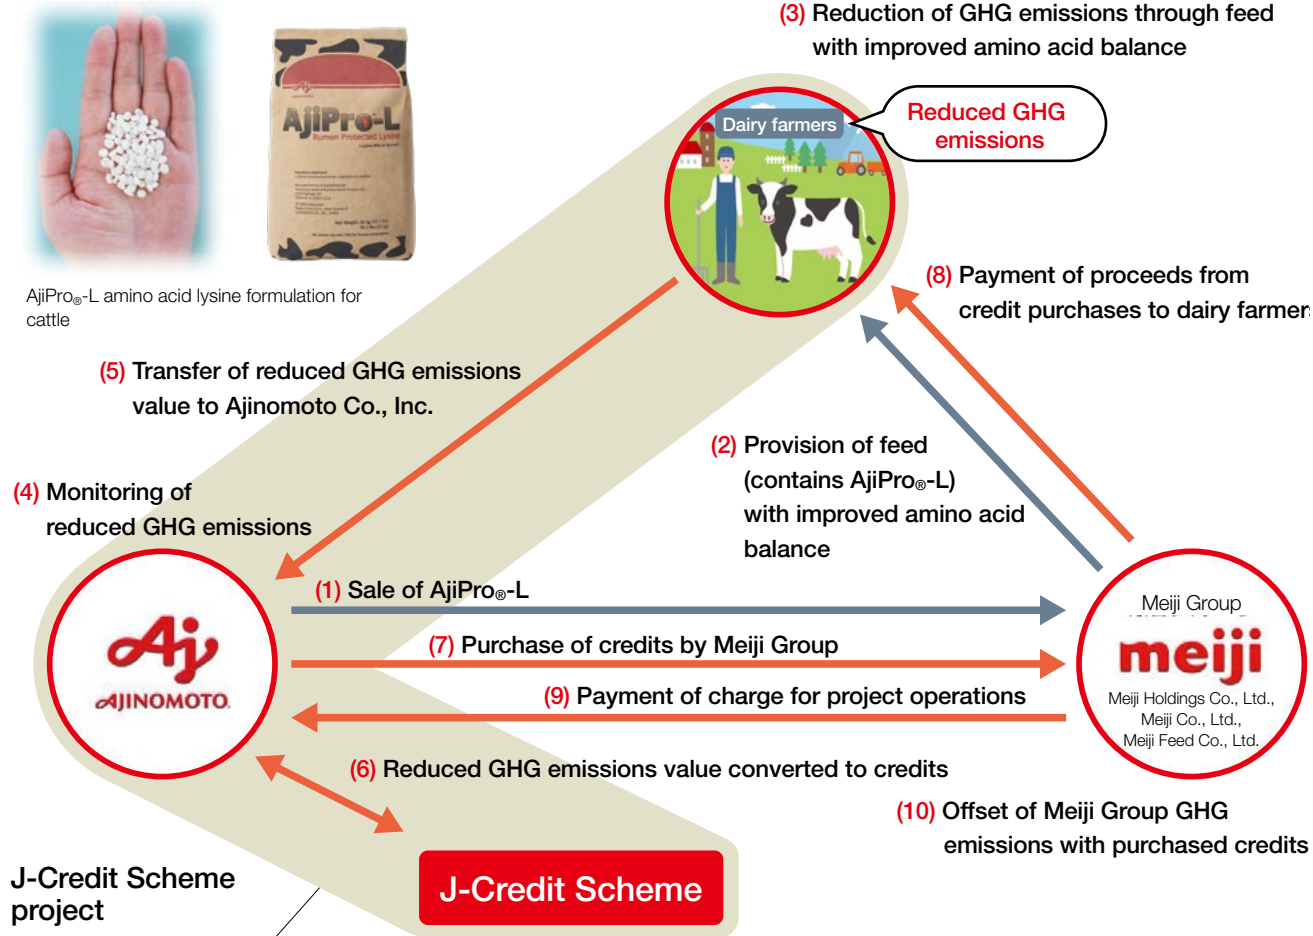 (3) Reduction of GHG emissions through feed
with improved amino acid balance
Aj
AJINOMOTO
AjiPro-L
Rumen Protected Lysine
Dairy farmers
Reduced GHG
emissions
AjiPro®-L amino acid lysine formulation for
cattle
(8) Payment of proceeds from
credit purchases to dairy farmers
(5) Transfer of reduced GHG emissions
value to Ajinomoto Co., Inc.
(2) Provision of feed
(contains AjiPro®-L)
with improved amino acid
balance
(4) Monitoring of
reduced GHG emissions
(1) Sale of AjiPro®-L
(7) Purchase of credits by Meiji Group
(9) Payment of charge for project operations
Aj
AJINOMOTO.
Meiji Group
meiji
Meiji Holdings Co., Ltd.,
Meiji Co., Ltd.,
Meiji Feed Co., Ltd.
(6) Reduced GHG emissions value converted to credits
(10) Offset of Meiji Group GHG
emissions with purchased credits
J-Credit Scheme
project
J-Credit Scheme